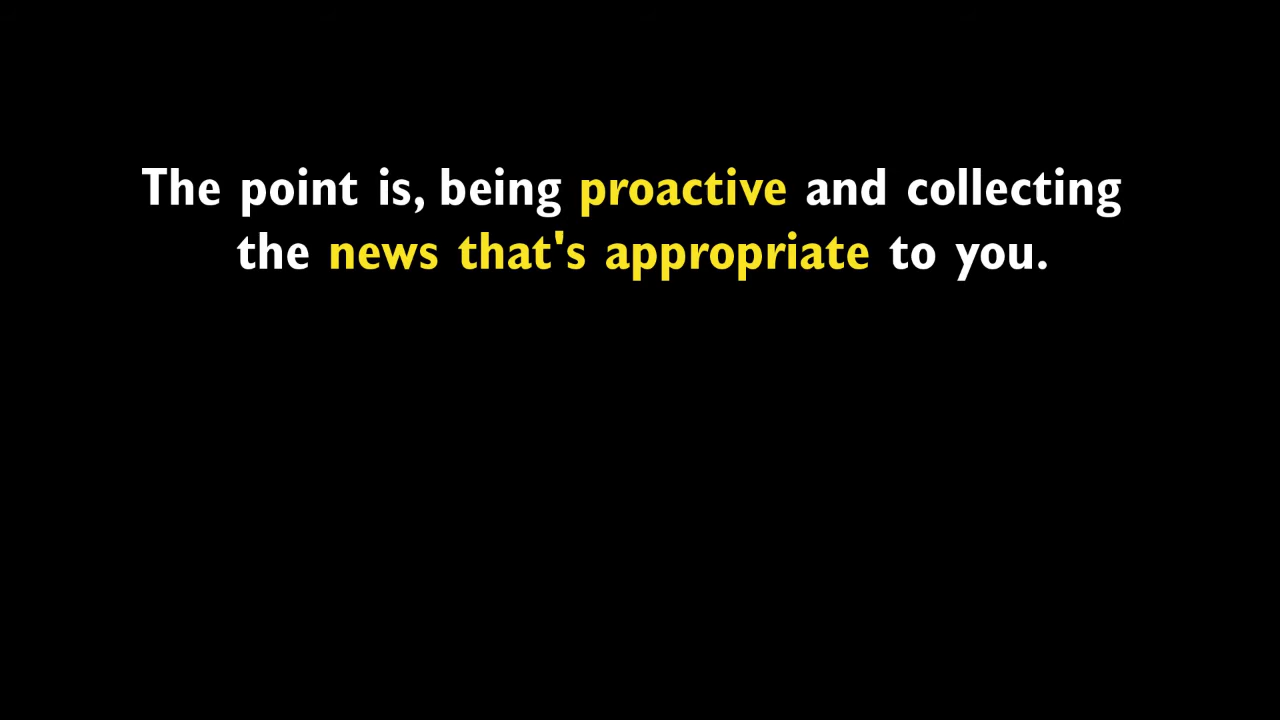 The point is, being proactive and collecting
the news that's appropriate to you.